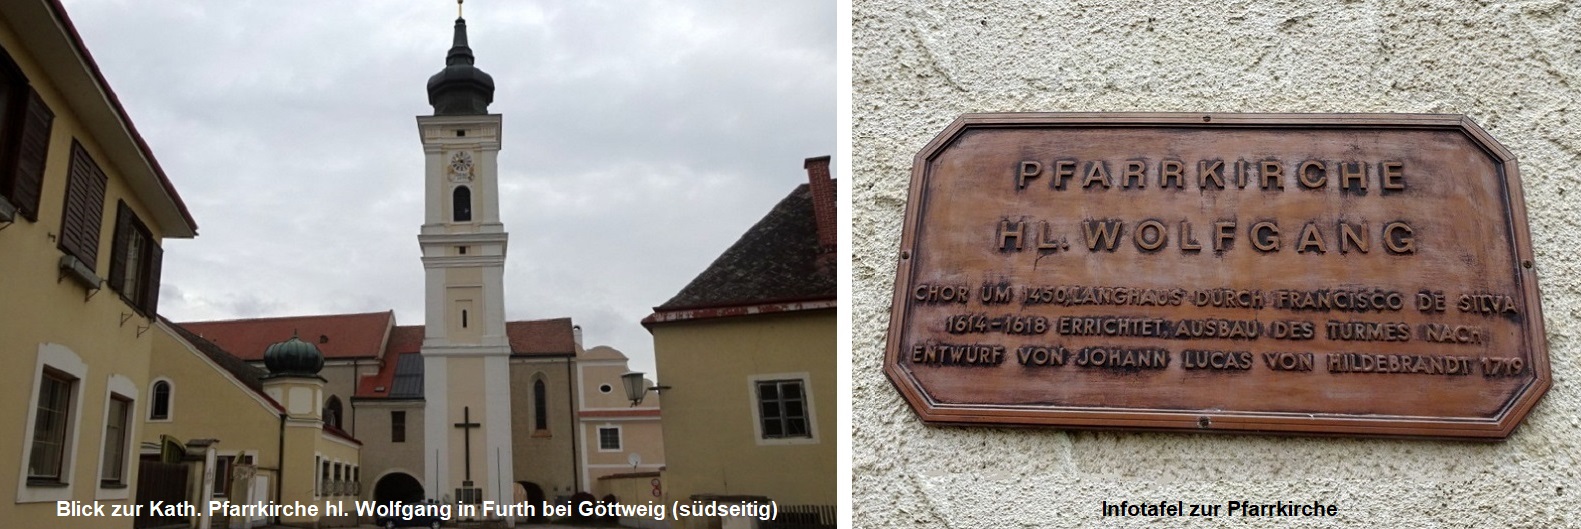 Blick zur Kath. Pfarrkirche hl. Wolfgang in Furth bei Göttweig (südseitig)
PFARRKIRCHE
HL. WOLFGANG
CHOR UM 1450, LANGHAUS DURCH FRANCISCO DE SILVA
1614-1618 ERRICHTET, AUSBAU DES TURMES NACH
ENTWURF VON JOHANN LUCAS VON HILDEBRANDT 1719
Infotafel zur Pfarrkirche